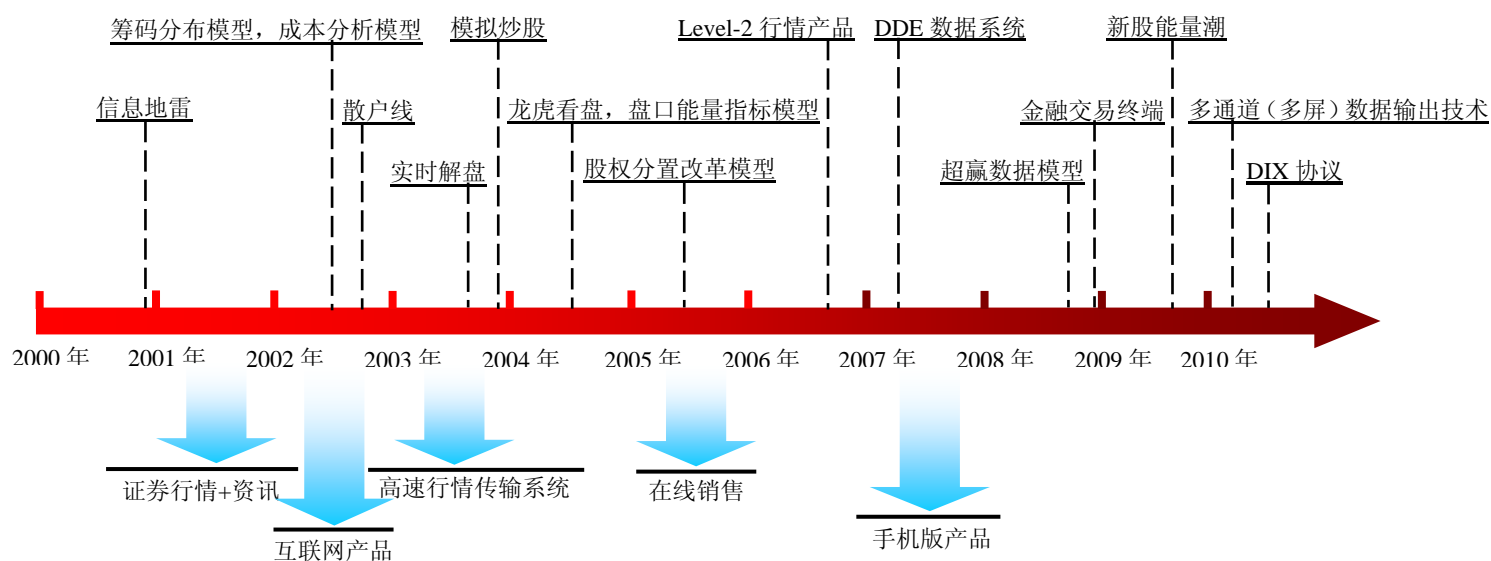 筹码分布模型，成本分析模型
模拟炒股
Level-2 行情产品
DDE 数据系统
新股能量潮
信息地雷
散户线
龙虎看盘，盘口能量指标模型
金融交易终端
多通道（多屏）数据输出技术
实时解盘
股权分置改革模型
超赢数据模型
DIX 协议
2000 年
2001 年
2002 年
2003 年
2004 年
2005 年
2006 年
2007 年
2008 年
2009 年
2010 年
证券行情+资讯
高速行情传输系统
在线销售
互联网产品
手机版产品